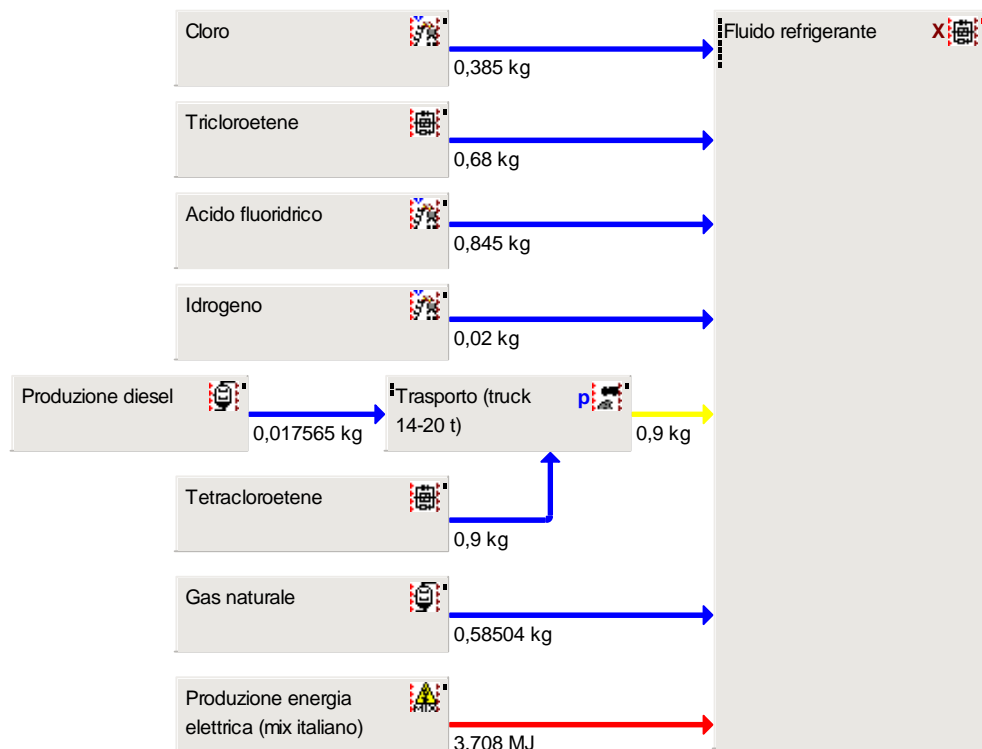 Cloro
0,385 kg
Fluido refrigerante
X
Tricloroetene
0,68 kg
Acido fluoridrico
0,845 kg
Idrogeno
0,02 kg
Produzione diesel
0,017565 kg
Trasporto (truck
14-20 t)
p
0,9 kg
Tetracloroetene
0,9 kg
Gas naturale
0,58504 kg
Produzione energia
elettrica (mix italiano)
MIX
3,708 MJ